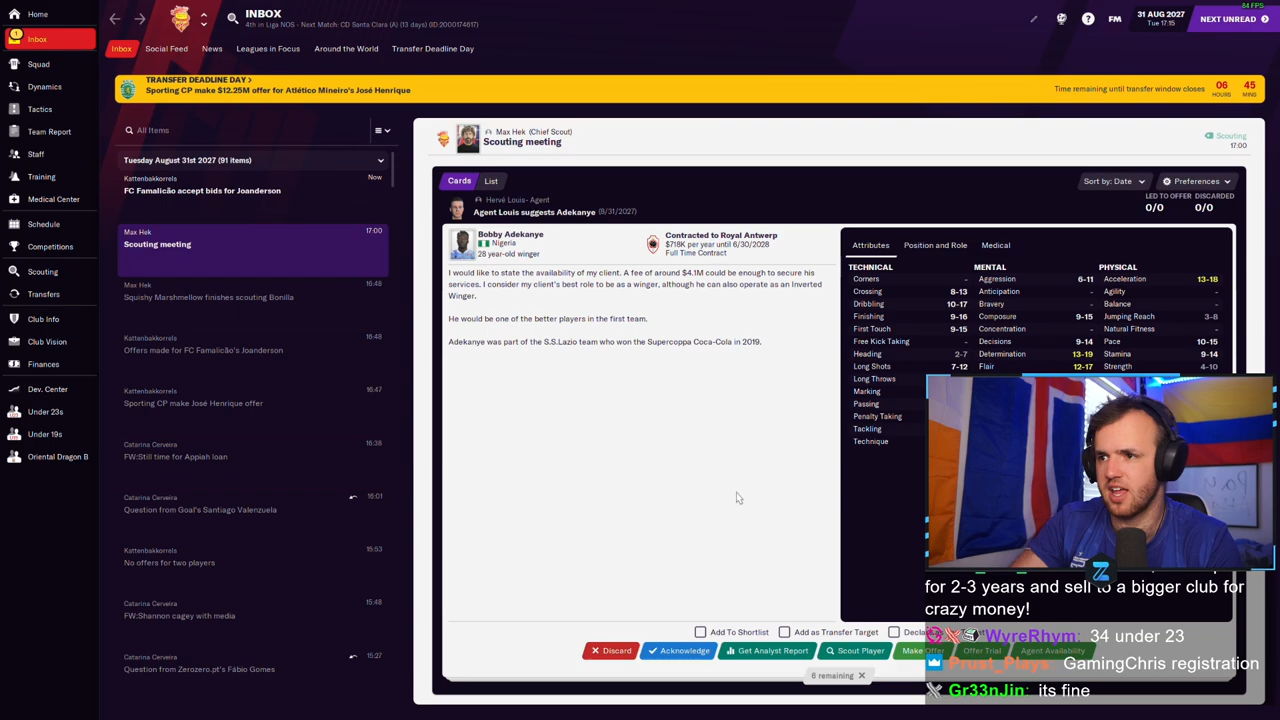 84 FPS
Home
Inbox
1
Squad
Dynamics
Tactics
Team Report
Staff
Training
Medical Center
Schedule
Competitions
Scouting
Transfers
Club Info
Club Vision
Finances
Dev. Center
Under 23s
Under 19s
Oriental Dragon B
INBOX
4th in Liga NOS - Next Match: CD Santa Clara (A) (13 days) (ID:2000174617)
FM
31 AUG 2027
Tue 17:15
NEXT UNREAD
Inbox
Social Feed
News
Leagues in Focus
Around the World
Transfer Deadline Day
TRANSFER DEADLINE DAY >
Sporting CP make $12.25M offer for Atlético Mineiro's José Henrique
Time remaining until transfer window closes
06
HOURS
45
MINS
All Items
Tuesday August 31st 2027 (91 items)
Kattenbakkorrels
Now
FC Famalicão accept bids for Joanderson
Max Hek
17:00
Scouting meeting
Max Hek
16:48
Squishy Marshmellow finishes scouting Bonilla
Kattenbakkorrels
16:48
Offers made for FC Famalicão's Joanderson
Kattenbakkorrels
16:47
Sporting CP make José Henrique offer
Catarina Cerveira
16:38
FW:Still time for Appiah loan
Catarina Cerveira
16:01
Question from Goal's Santiago Valenzuela
Kattenbakkorrels
15:53
No offers for two players
Catarina Cerveira
15:48
FW:Shannon cagey with media
Catarina Cerveira
15:27
Question from Zerozero.pt's Fábio Gomes
Max Hek (Chief Scout)
Scouting meeting
Scouting
17:00
Cards
List
Sort by: Date
Preferences
Hervé Louis- Agent
Agent Louis suggests Adekanye (8/31/2027)
LED TO OFFER
0/0
DISCARDED
0/0
Bobby Adekanye
Nigeria
28 year-old winger
Contracted to Royal Antwerp
$718K per year until 6/30/2028
Full Time Contract
I would like to state the availability of my client. A fee of around $4.1M could be enough to secure his
services. I consider my client's best role to be as a winger, although he can also operate as an Inverted
Winger.
He would be one of the better players in the first team.
Adekanye was part of the S.S.Lazio team who won the Supercoppa Coca-Cola in 2019.
Attributes
Position and Role
Medical
TECHNICAL
Corners -
Crossing 8-13
Dribbling 10-17
Finishing 9-16
First Touch 9-15
Free Kick Taking -
Heading 2-7
Long Shots 7-12
Long Throws
Marking
Passing
Penalty Taking
Tackling
Technique
MENTAL
Aggression 6-11
Anticipation -
Bravery -
Composure 9-15
Concentration -
Decisions 9-14
Determination 13-19
Flair 12-17
PHYSICAL
Acceleration 13-18
Agility -
Balance -
Jumping Reach 3-8
Natural Fitness -
Pace 10-15
Stamina 9-14
Strength 4-10
Add To Shortlist
Add as Transfer Target
Discard
Acknowledge
Get Analyst Report
Scout Player
Make Offer
Offer Trial
Agent Availability
6 remaining
for 2-3 years and sell to a bigger club for
crazy money!
WyreRhym: 34 under 23
Prust_Plays: GamingChris registration
Gr33nJin: its fine